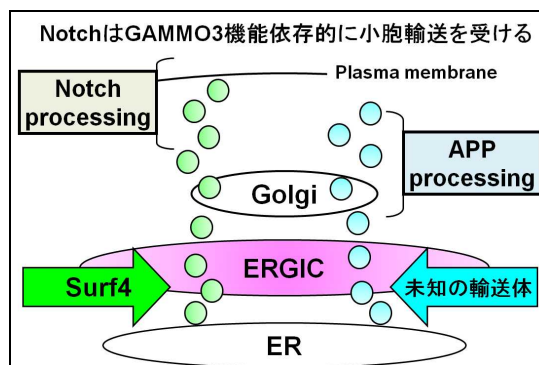 NotchはGAMMO3機能依存的に小胞輸送を受ける
Plasma membrane
Notch
processing
APP
processing
Golgi
ERGIC
Surf4
未知の輸送体
ER